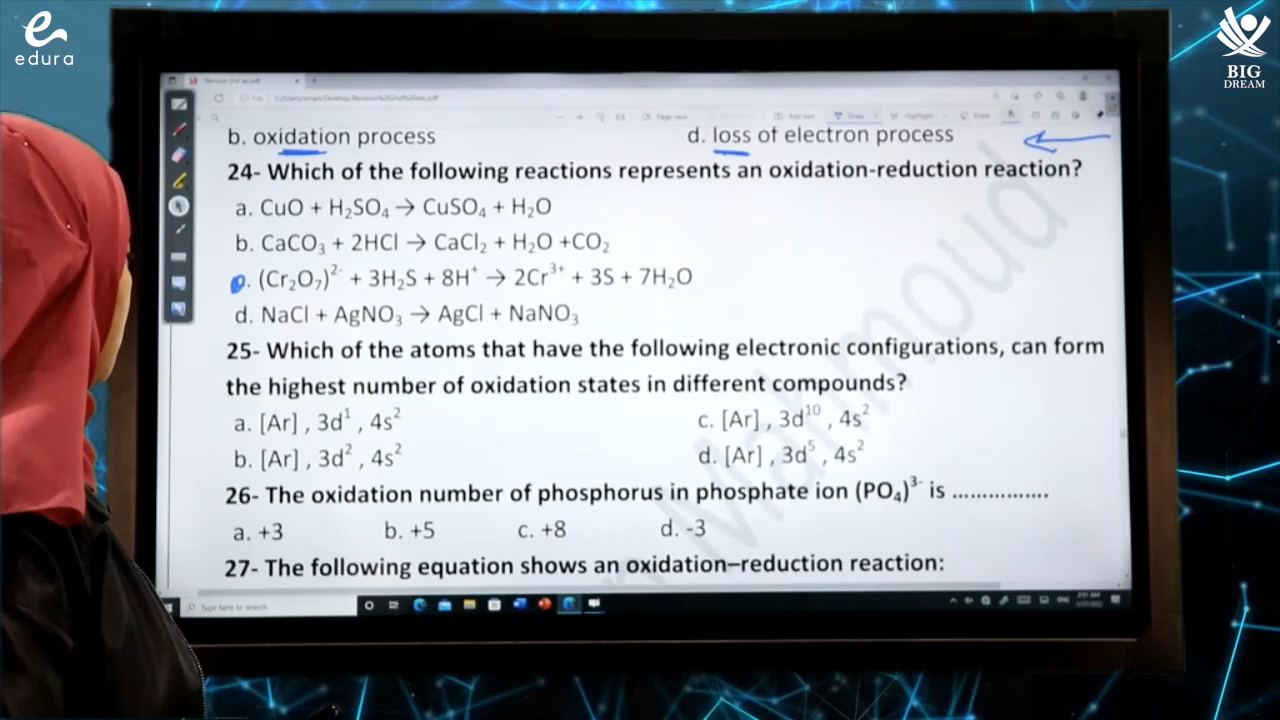 edura
BIG
DREAM
b. oxidation process
d. loss of electron process
24- Which of the following reactions represents an oxidation-reduction reaction?
a. CuO + H₂SO₄ → CuSO₄ + H₂O
b. CaCO₃ + 2HCl → CaCl₂ + H₂O +CO₂
. (Cr₂O₇)²⁻ + 3H₂S + 8H⁺ → 2Cr³⁺ + 3S + 7H₂O
d. NaCl + AgNO₃ → AgCl + NaNO₃
25- Which of the atoms that have the following electronic configurations, can form
the highest number of oxidation states in different compounds?
a. [Ar] , 3d¹ , 4s²
c. [Ar] , 3d¹⁰ , 4s²
b. [Ar] , 3d² , 4s²
d. [Ar] , 3d⁵ , 4s²
26- The oxidation number of phosphorus in phosphate ion (PO₄)³⁻ is ................
a. +3 b. +5 c. +8 d. -3
27- The following equation shows an oxidation–reduction reaction:
Mahmoud
Type here to search